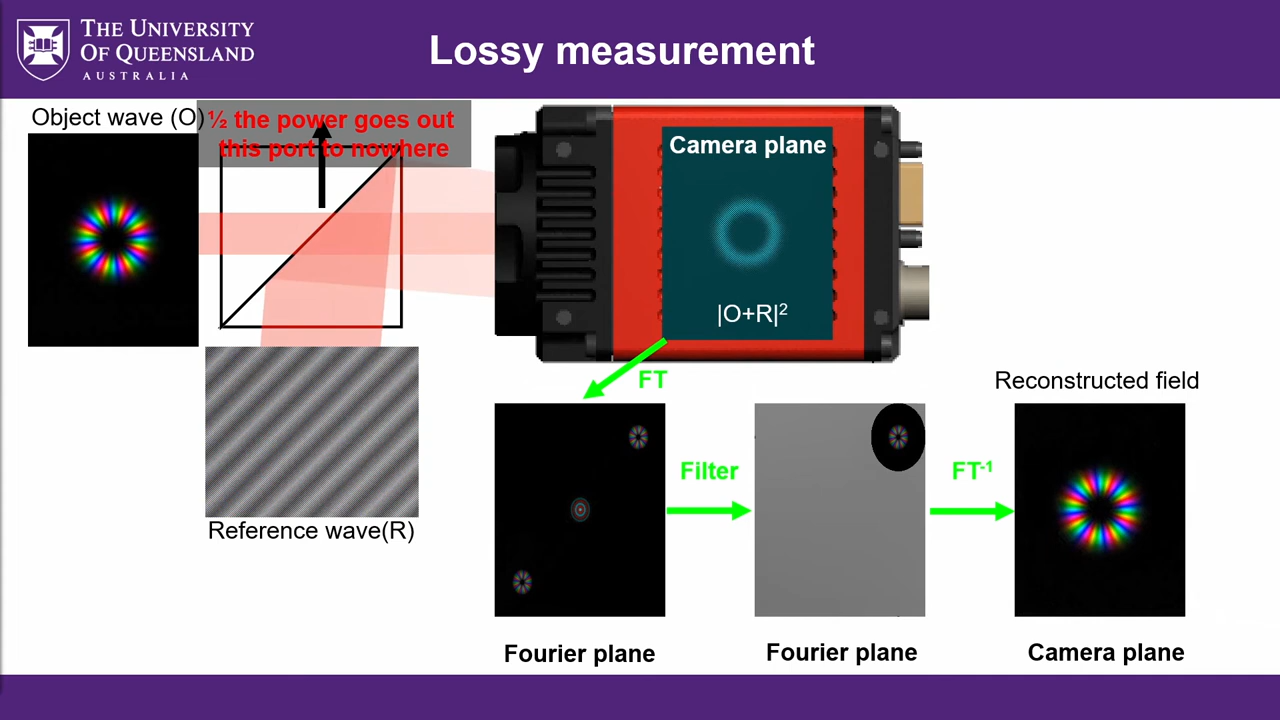 THE UNIVERSITY
OF QUEENSLAND
AUSTRALIA
Lossy measurement
Object wave (O)
½ the power goes out
this port to nowhere
Camera plane
|O+R|²
FT
Reference wave(R)
Filter
FT⁻¹
Reconstructed field
Fourier plane
Fourier plane
Camera plane